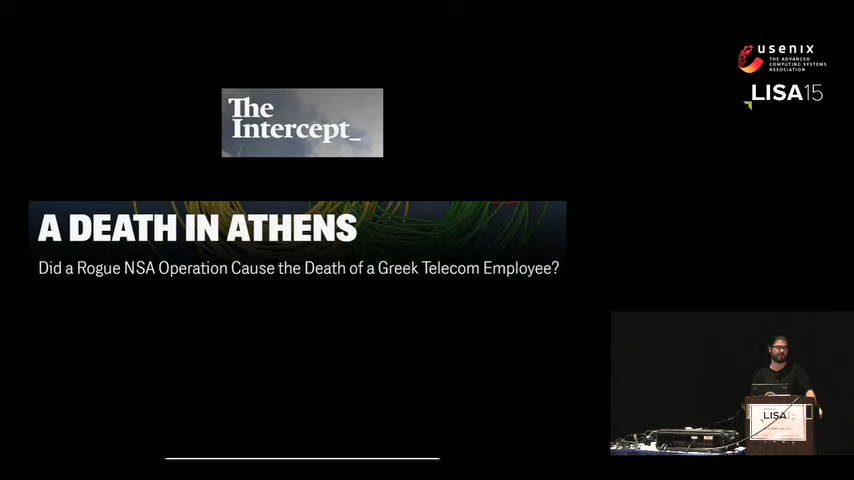 usenix
THE ADVANCED
COMPUTING SYSTEMS
ASSOCIATION
LISA15
The
Intercept_
A DEATH IN ATHENS
Did a Rogue NSA Operation Cause the Death of a Greek Telecom Employee?
LISA15